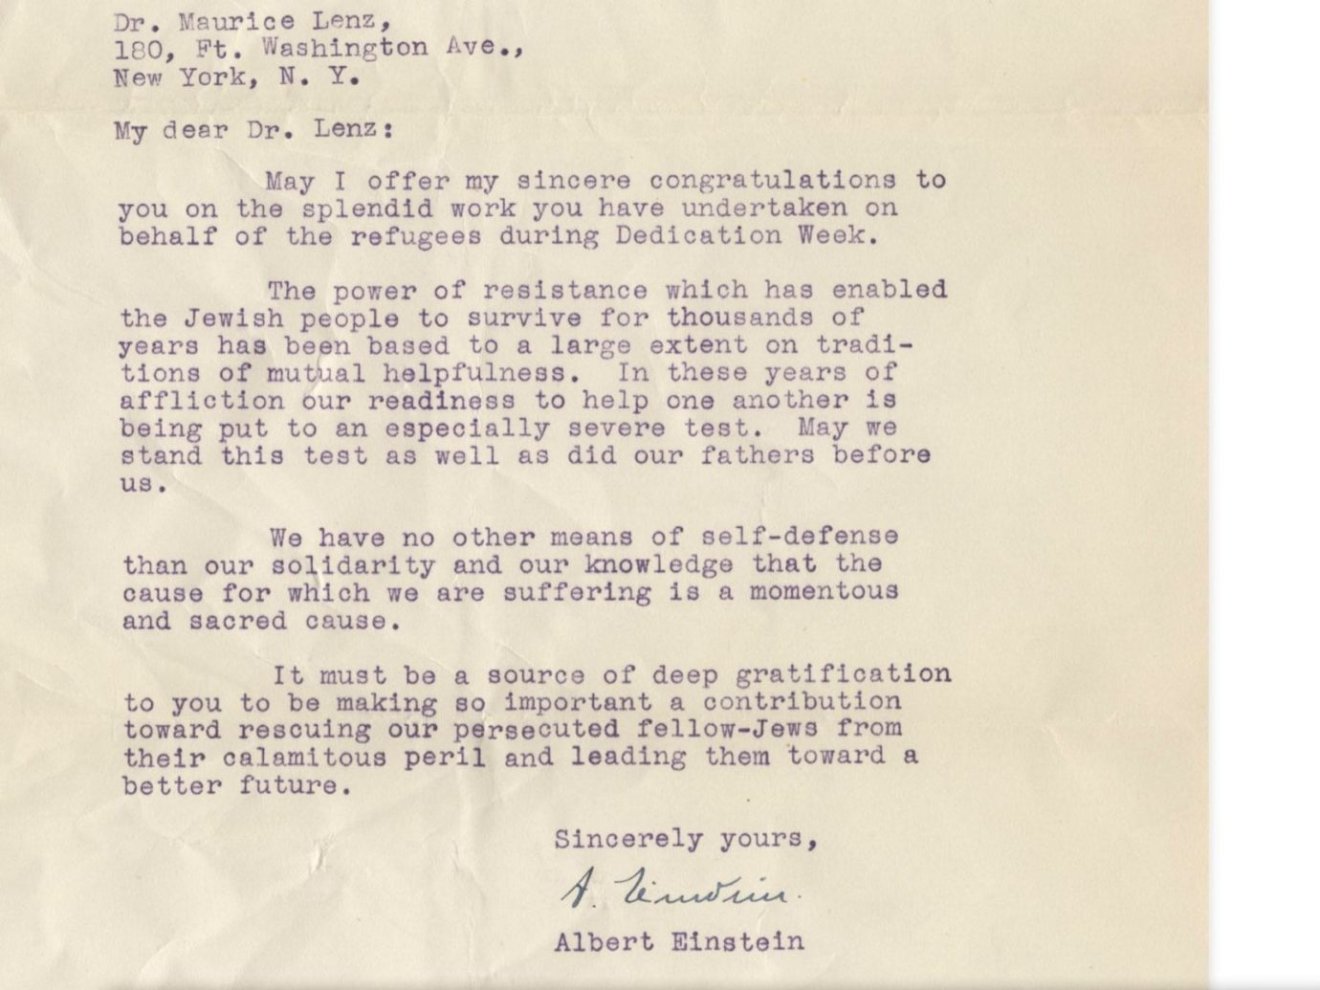 Dr. Maurice Lenz,
180, Ft. Washington Ave.,
New York, N. Y.
My dear Dr. Lenz:
May I offer my sincere congratulations to
you on the splendid work you have undertaken on
behalf of the refugees during Dedication Week.
The power of resistance which has enabled
the Jewish people to survive for thousands of
years has been based to a large extent on tradi-
tions of mutual helpfulness. In these years of
affliction our readiness to help one another is
being put to an especially severe test. May we
stand this test as well as did our fathers before
us.
We have no other means of self-defense
than our solidarity and our knowledge that the
cause for which we are suffering is a momentous
and sacred cause.
It must be a source of deep gratification
to you to be making so important a contribution
toward rescuing our persecuted fellow-Jews from
their calamitous peril and leading them toward a
better future.
Sincerely yours,
A. Einstein.
Albert Einstein